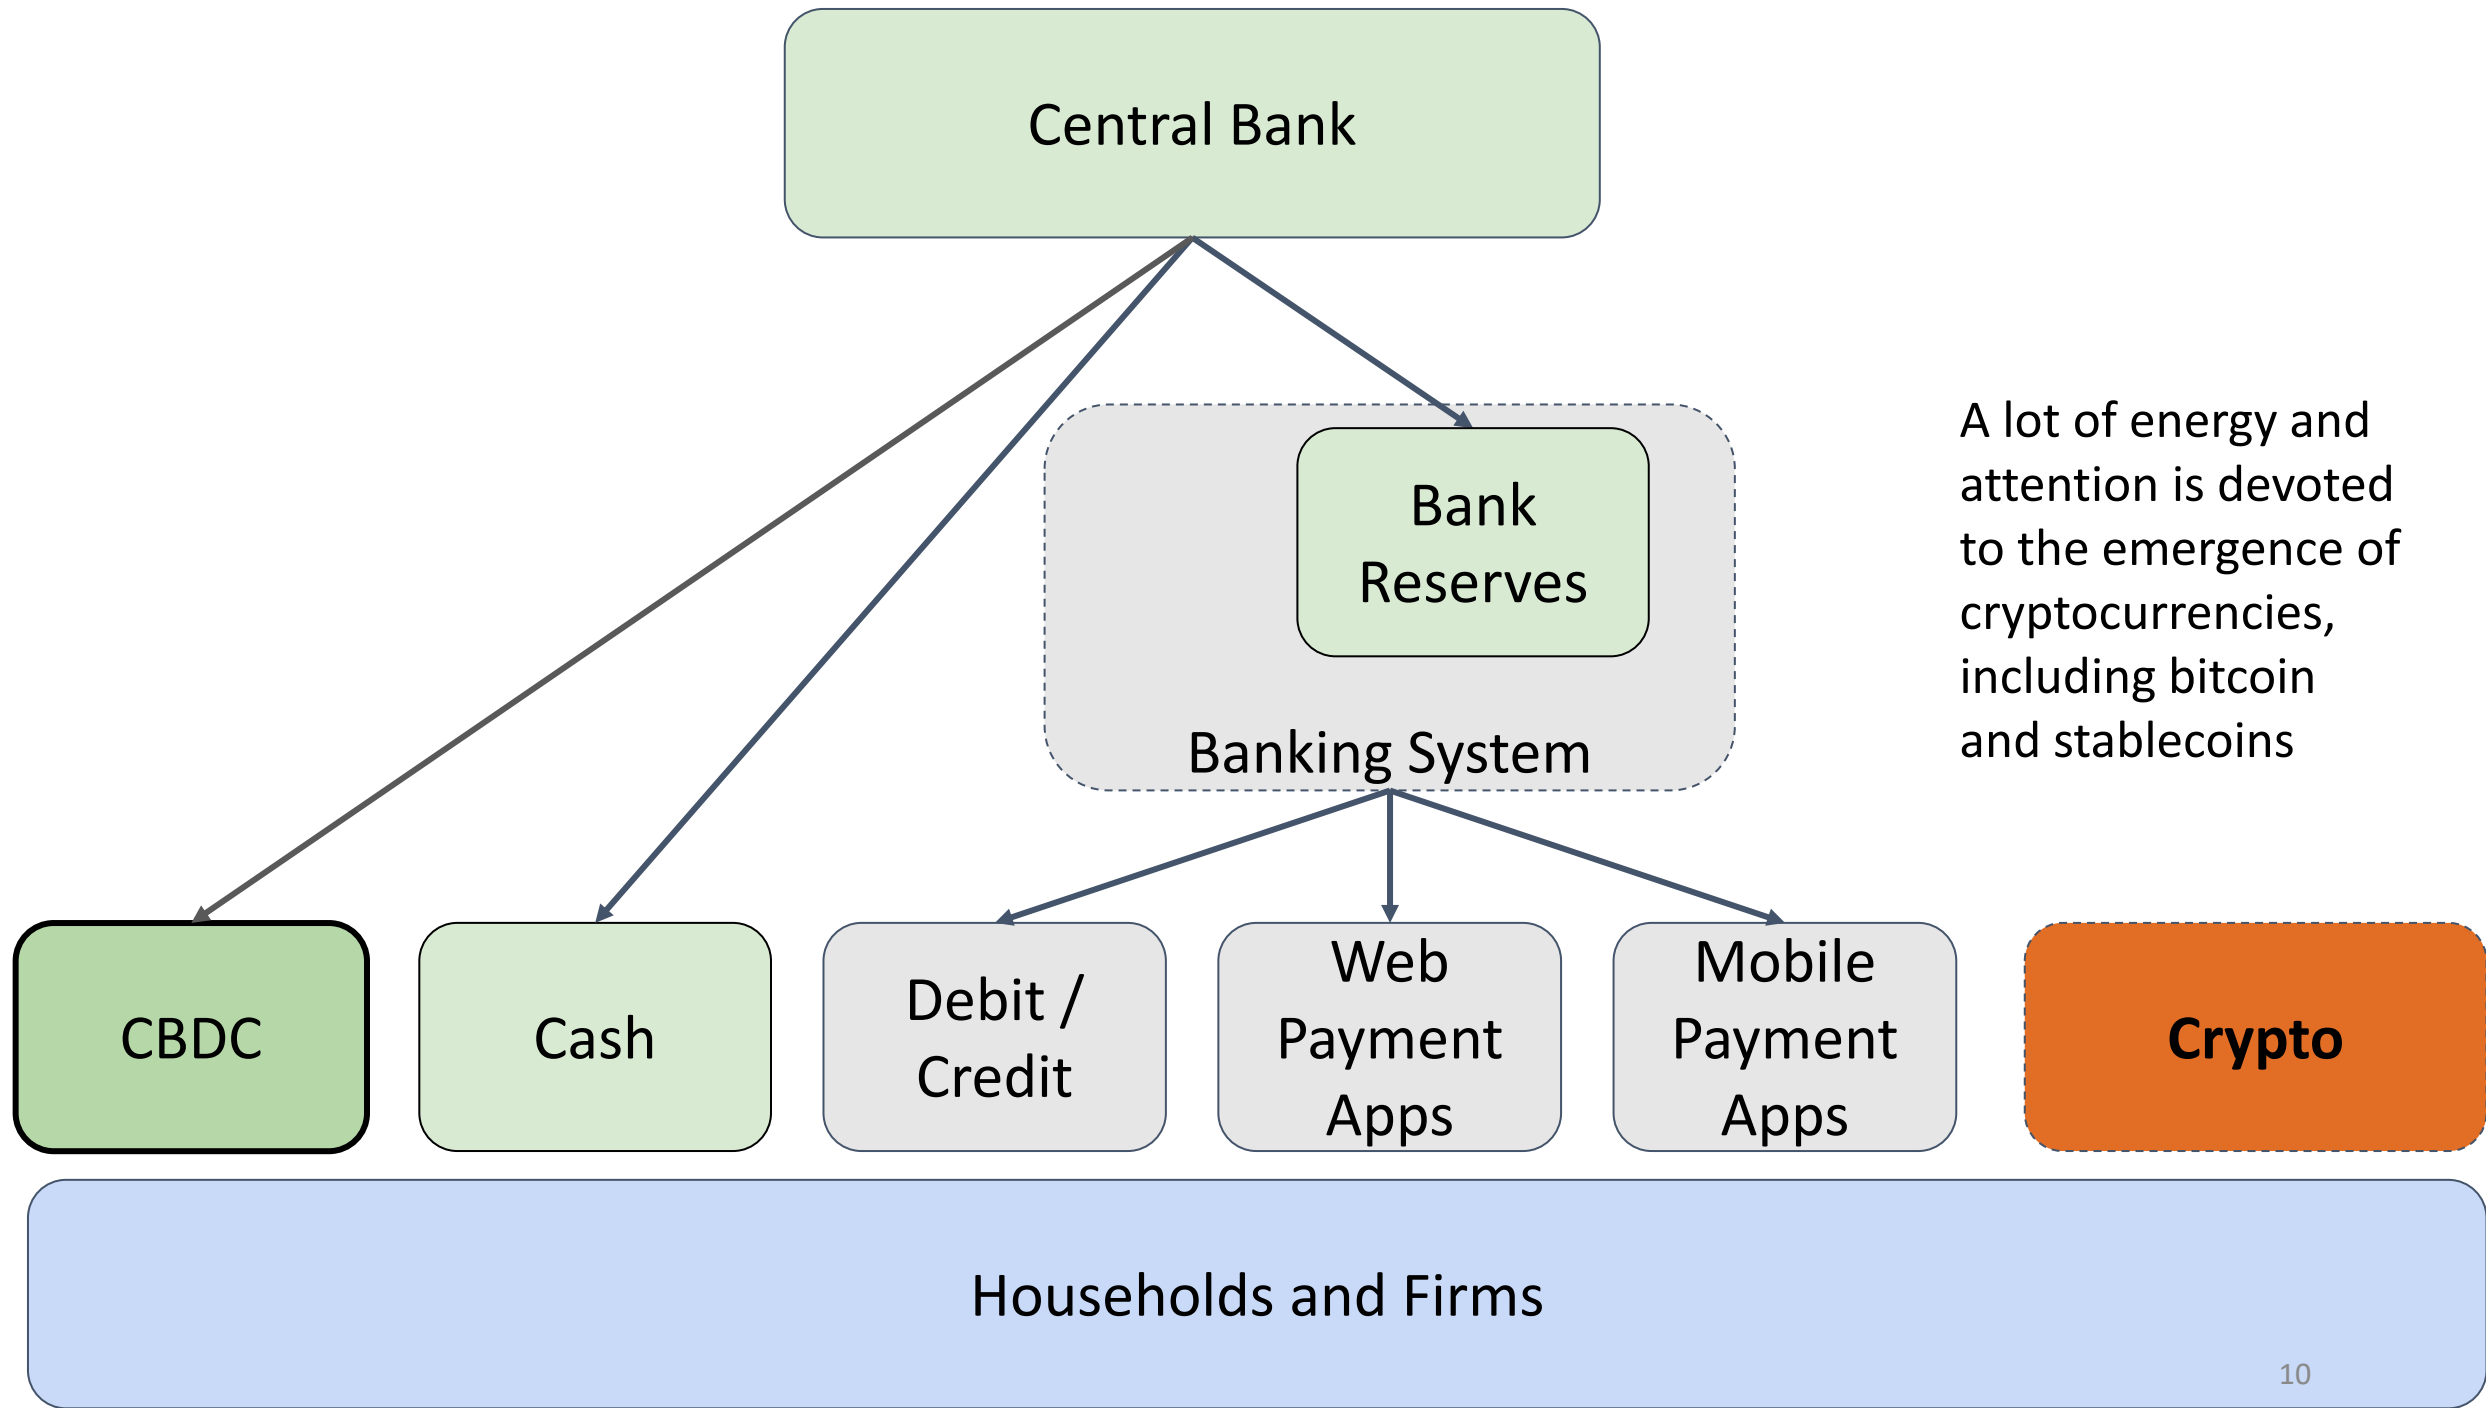 Central Bank
Bank
Reserves
Banking System
A lot of energy and
attention is devoted
to the emergence of
cryptocurrencies,
including bitcoin
and stablecoins
CBDC
Cash
Debit /
Credit
Web
Payment
Apps
Mobile
Payment
Apps
Crypto
Households and Firms
10